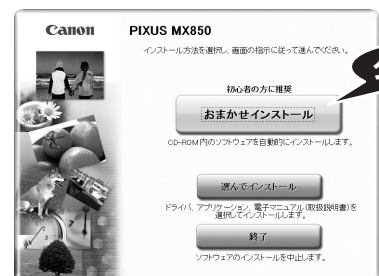 Canon
PIXUS MX850
インストール方法を選択し、画面の指示に従って進んでください。
初心者の方に推奨
おまかせインストール
CD-ROM内のソフトウェアを自動的にインストールします。
選んでインストール
ドライバ、アプリケーション、電子マニュアル(取扱説明書)を
選択してインストールします。
終了
ソフトウェアのインストールを中止します。